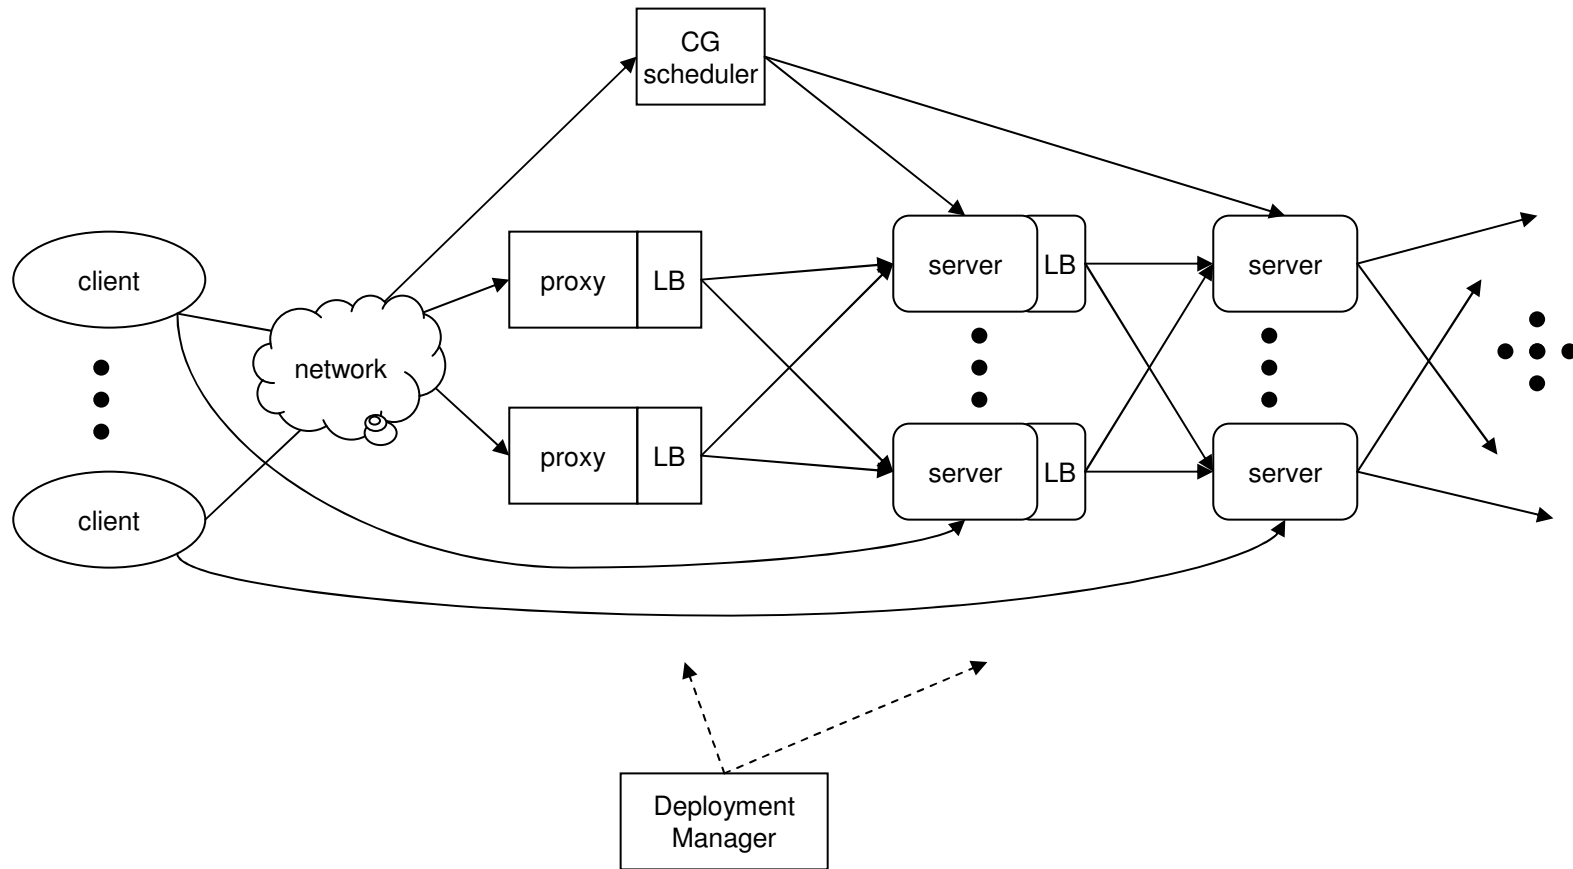 CG
scheduler
client
proxy
LB
server
LB
server
network
proxy
LB
server
LB
server
client
Deployment
Manager